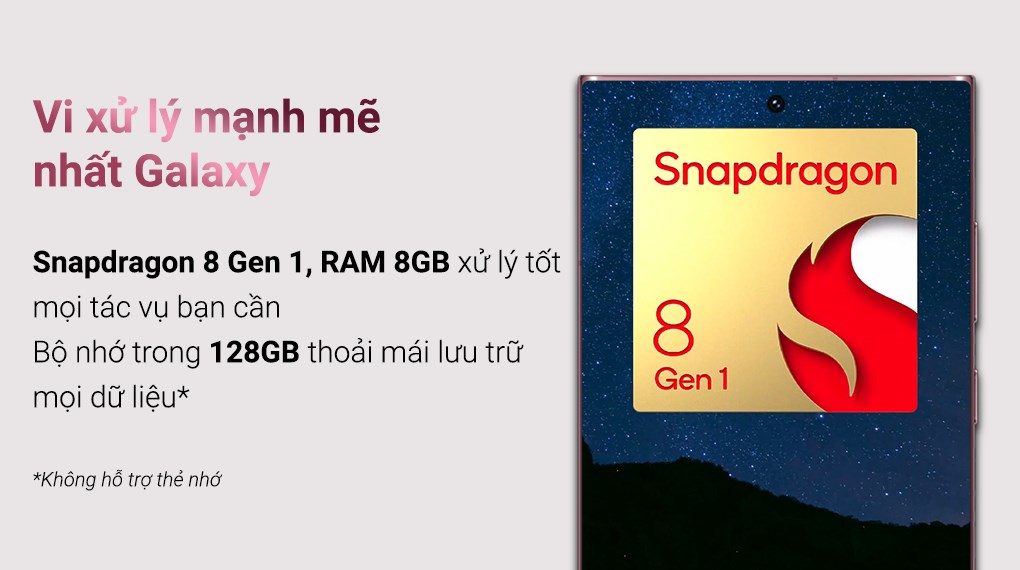 Vi xử lý mạnh mẽ
nhất Galaxy
Snapdragon 8 Gen 1, RAM 8GB xử lý tốt
mọi tác vụ bạn cần
Bộ nhớ trong 128GB thoải mái lưu trữ
mọi dữ liệu*
*Không hỗ trợ thẻ nhớ
Snapdragon
8
Gen 1